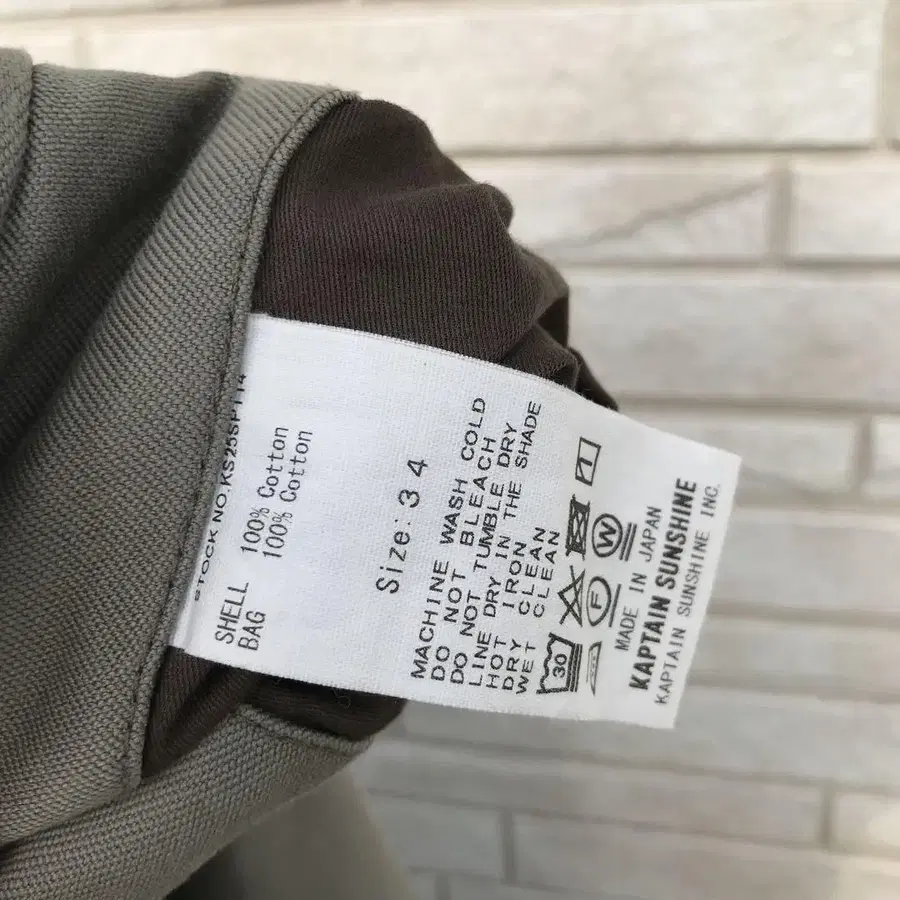 STOCK NO.KS25SPT14
SHELL 100% Cotton
BAG 100% Cotton
Size:34
MACHINE WASH COLD
DO NOT BLEACH
DO NOT TUMBLE DRY
LINE DRY IN THE SHADE
HOT IRON
DRY CLEAN
WET CLEAN
30
F W
MADE IN JAPAN
KAPTAIN SUNSHINE
KAPTAIN SUNSHINE INC.